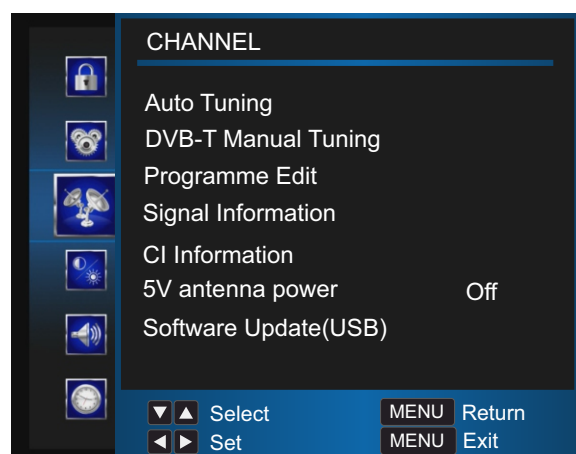 CHANNEL
Auto Tuning
DVB-T Manual Tuning
Programme Edit
Signal Information
CI Information
5V antenna power Off
Software Update(USB)
Select MENU Return
Set MENU Exit